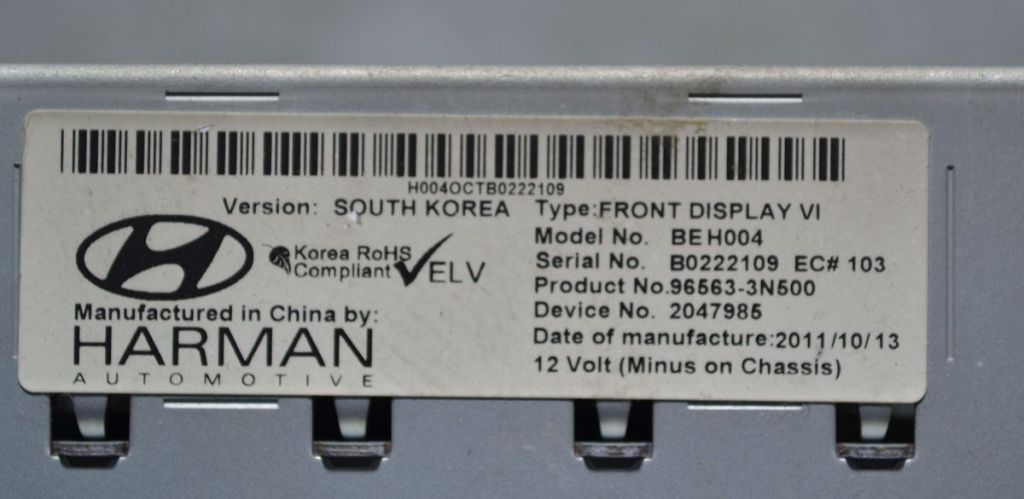 H004OCTB0222109
Version: SOUTH KOREA Type:FRONT DISPLAY VI
Model No. BEH004
Korea RoHS
Compliant ELV
Serial No. B0222109 EC# 103
Product No.96563-3N500
Manufactured in China by:
Device No. 2047985
HARMAN
AUTOMOTIVE
Date of manufacture:2011/10/13
12 Volt (Minus on Chassis)